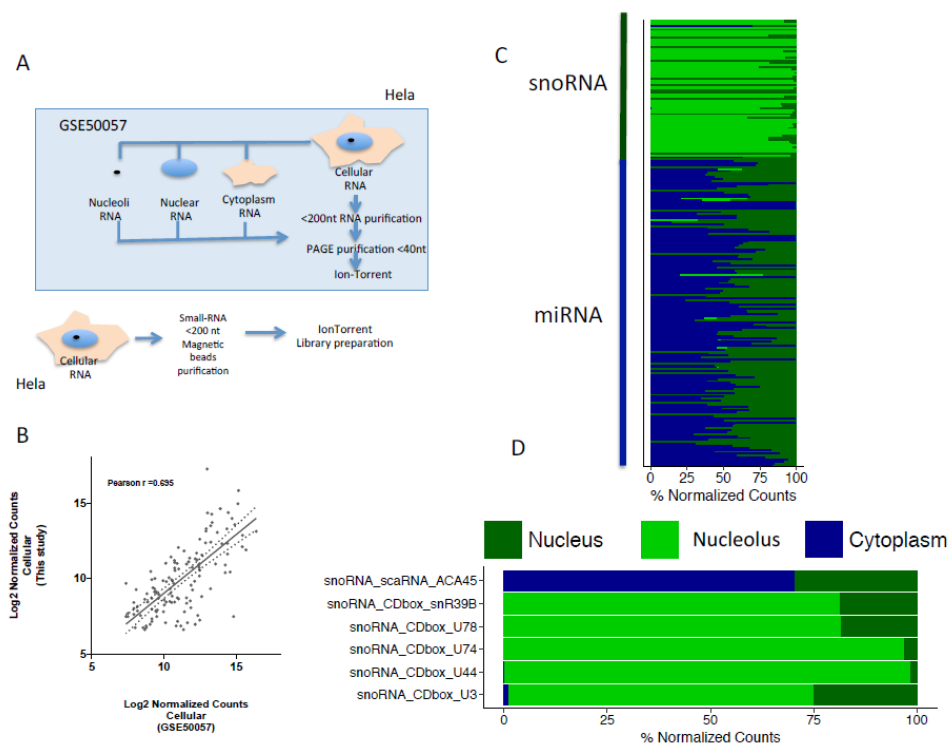 A
Hela
GSE50057
Nucleoli
RNA
Nuclear
RNA
Cytoplasm
RNA
Cellular
RNA
<200nt RNA purification
PAGE purification <40nt
Ion-Torrent
Cellular
RNA
Hela
Small-RNA
<200 nt
Magnetic
beads
purification
IonTorrent
Library preparation
B
Pearson r =0.695
Log2 Normalized Counts
Cellular
(This study)
15
10
5
5
10
15
Log2 Normalized Counts
Cellular
(GSE50057)
C
snoRNA
miRNA
0
25
50
75
100
% Normalized Counts
D
Nucleus
Nucleolus
Cytoplasm
snoRNA_scaRNA_ACA45
snoRNA_CDbox_snR39B
snoRNA_CDbox_U78
snoRNA_CDbox_U74
snoRNA_CDbox_U44
snoRNA_CDbox_U3
0
25
50
75
100
% Normalized Counts